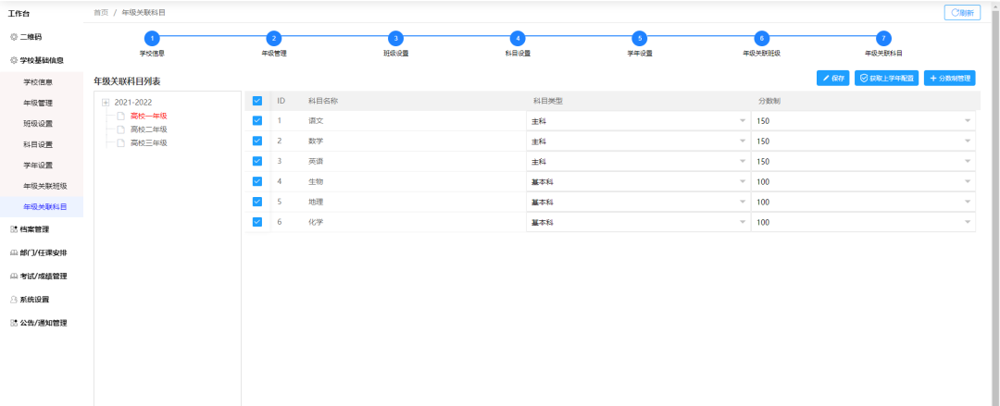 工作台
首页 / 年级关联科目
刷新
二维码
学校基础信息
学校信息
年级管理
班级设置
科目设置
学年设置
年级关联班级
年级关联科目
档案管理
部门/任课安排
考试/成绩管理
系统设置
公告/通知管理
1 2 3 4 5 6 7
学校信息 年级管理 班级设置 科目设置 学年设置 年级关联班级 年级关联科目
年级关联科目列表
保存 获取上学年配置 分数制管理
2021-2022
高校一年级
高校二年级
高校三年级
ID 科目名称 科目类型 分数制
1 语文 主科 150
2 数学 主科 150
3 英语 主科 150
4 生物 基本科 100
5 地理 基本科 100
6 化学 基本科 100